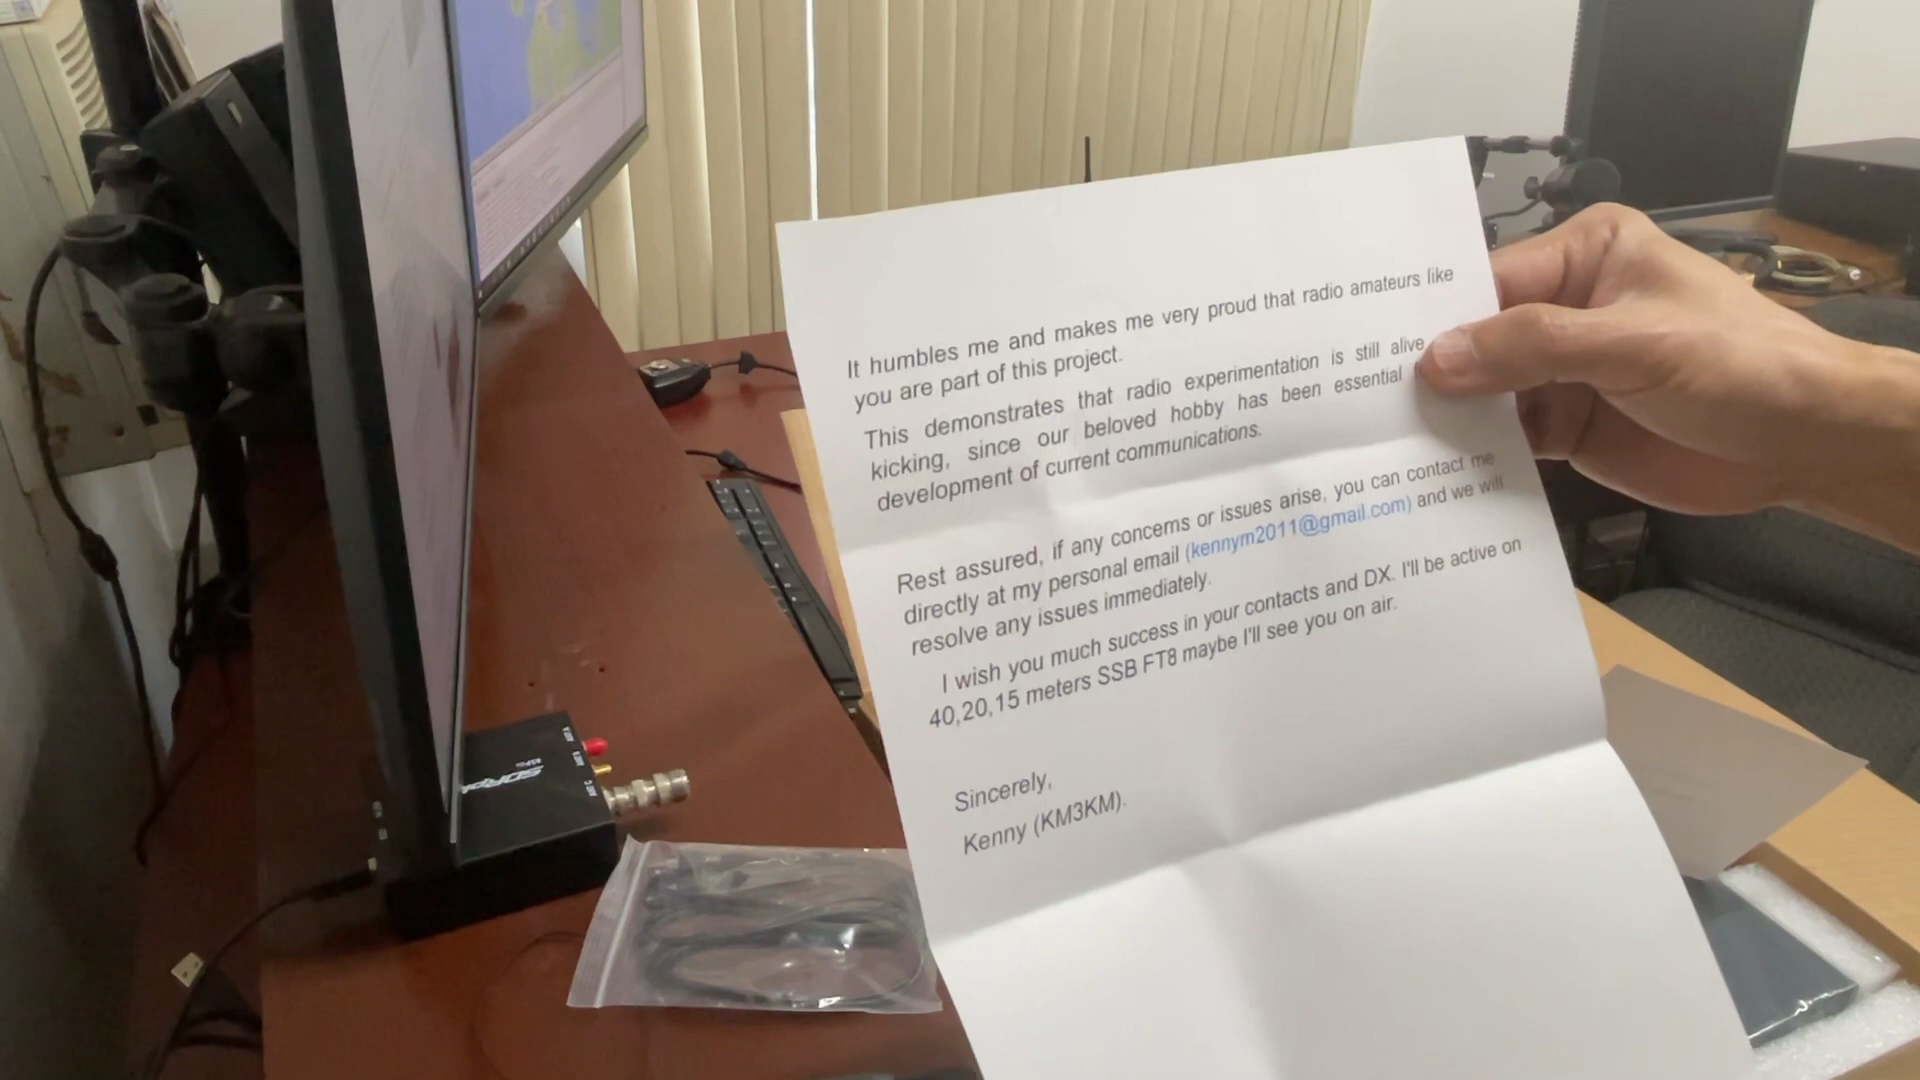 It humbles me and makes me very proud that radio amateurs like
you are part of this project.
This demonstrates that radio experimentation is still alive
kicking, since our beloved hobby has been essential
development of current communications.
Rest assured, if any concerns or issues arise, you can contact me
directly at my personal email (kennym2011@gmail.com) and we will
resolve any issues immediately.
I wish you much success in your contacts and DX. I'll be active on
40,20,15 meters SSB FT8 maybe I'll see you on air.
Sincerely,
Kenny (KM3KM).